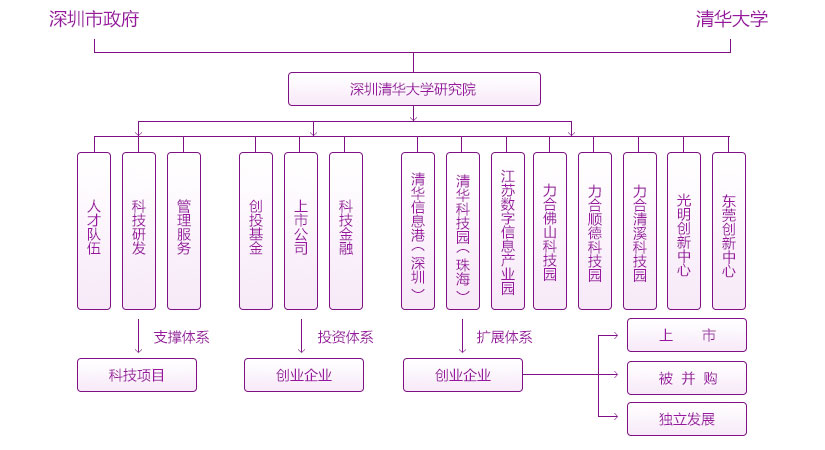 深圳市政府
清华大学
深圳清华大学研究院
人才队伍
科技研发
管理服务
创投基金
上市公司
科技金融
清华信息港（深圳）
清华科技园（珠海）
江苏数字信息产业园
力合佛山科技园
力合顺德科技园
力合清溪科技园
光明创新中心
东莞创新中心
支撑体系
投资体系
扩展体系
科技项目
创业企业
创业企业
上 市
被 并 购
独立发展